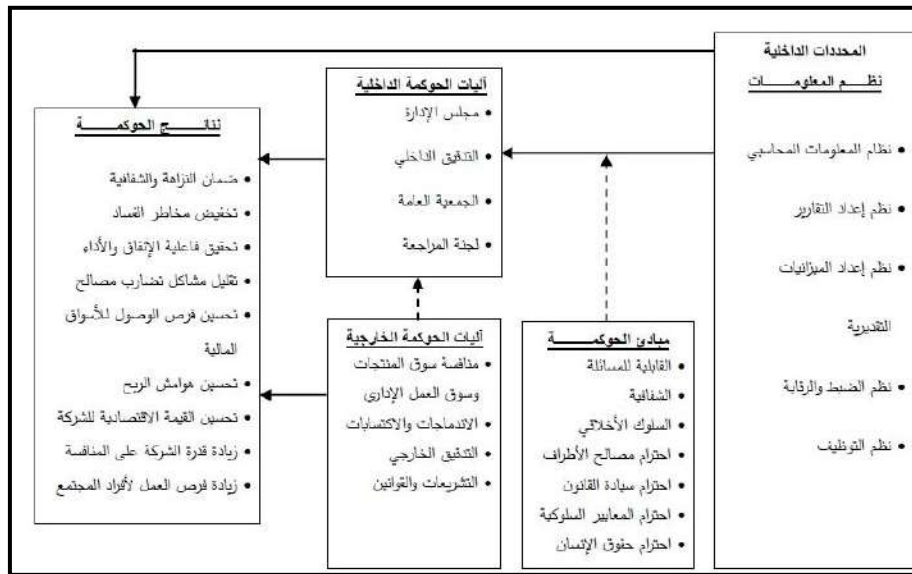 المحددات الداخلية
نظم المعلومات
نظام المعلومات المحاسبي
نظم إعداد التقارير
نظم إعداد الميزانيات
التقديرية
نظم الضبط والرقابة
نظم التوظيف
آليات الحوكمة الداخلية
مجلس الإدارة
التدقيق الداخلي
الجمعية العامة
لجنة المراجعة
مبادئ الحوكمة
القابلية للمسائلة
الشفافية
السلوك الأخلاقي
احترام مصالح الأطراف
احترام سيادة القانون
احترام المعايير السلوكية
احترام حقوق الإنسان
آليات الحوكمة الخارجية
منافسة سوق المنتجات
وسوق العمل الإداري
الاندماجات والاكتسابات
التدقيق الخارجي
التشريعات والقوانين
نتائج الحوكمة
ضمان النزاهة والشفافية
تخفيض مخاطر الفساد
تحقيق فاعلية الإنفاق والأداء
تقليل مشاكل تضارب مصالح
تحسين فرص الوصول للأسواق
المالية
تحسين هوامش الربح
تحسين القيمة الاقتصادية للشركة
زيادة قدرة الشركة على المنافسة
زيادة فرص العمل لأفراد المجتمع